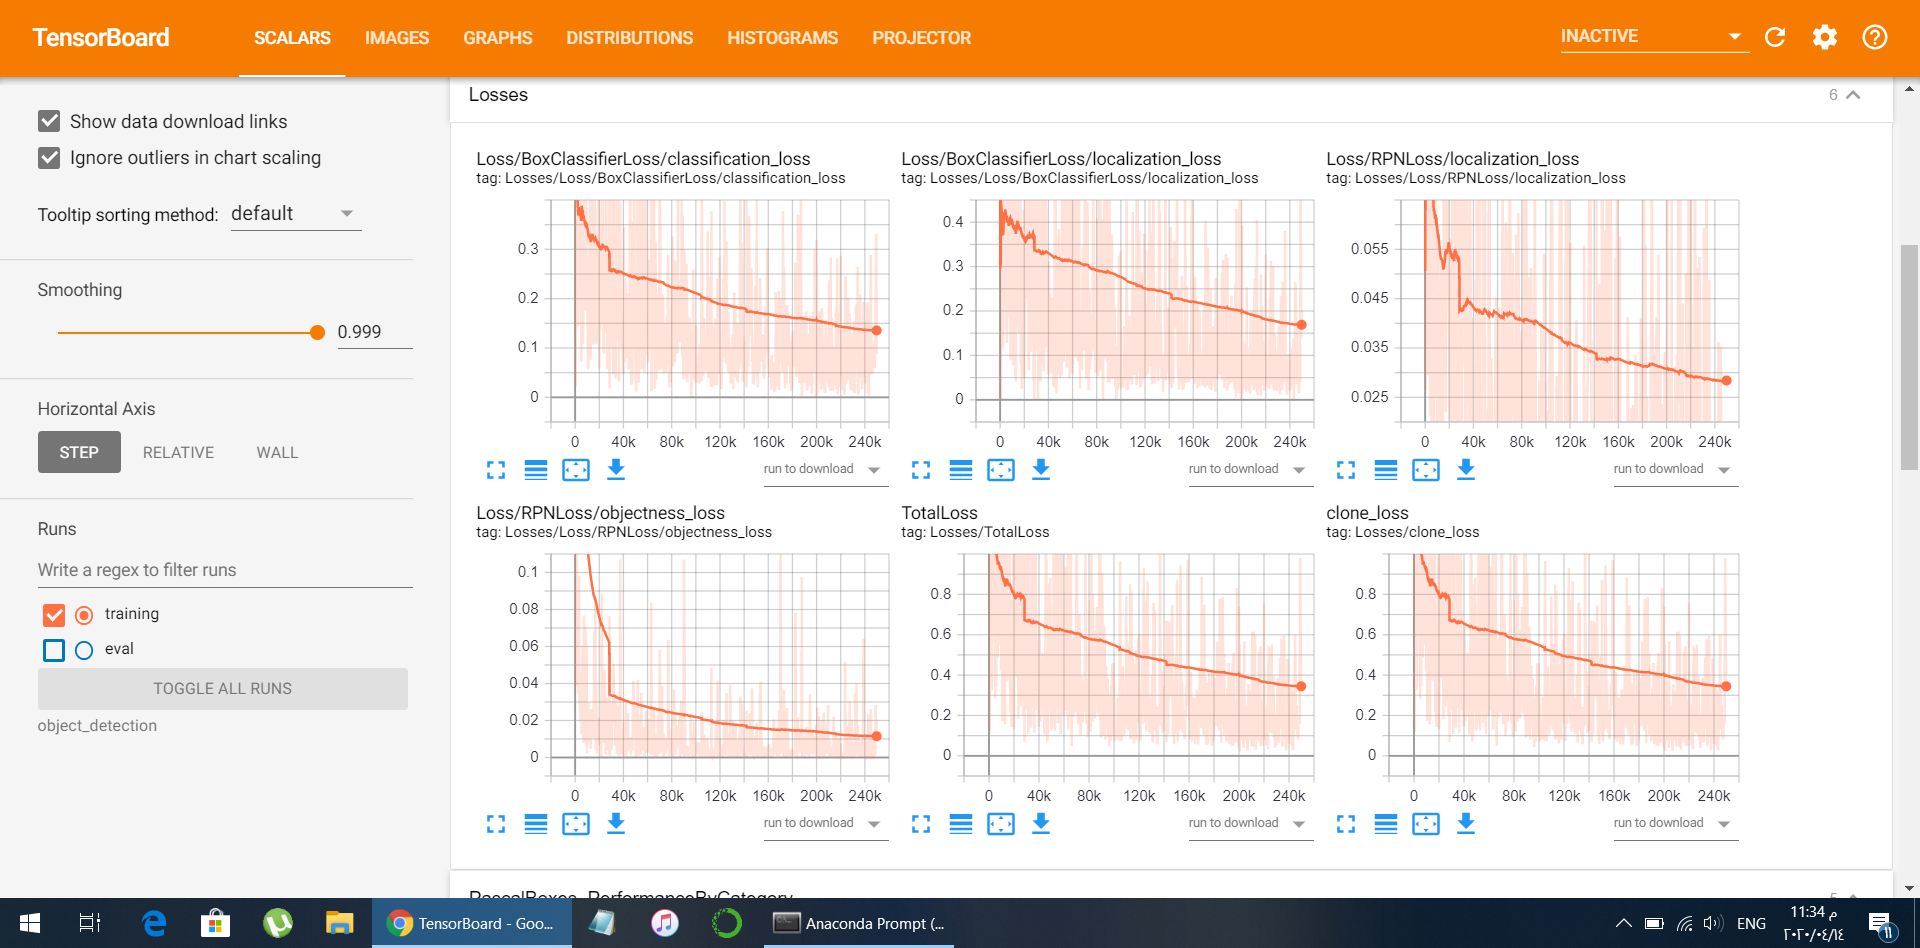 TensorBoard
SCALARS IMAGES GRAPHS DISTRIBUTIONS HISTOGRAMS PROJECTOR
INACTIVE
Show data download links
Ignore outliers in chart scaling
Tooltip sorting method: default
Smoothing
0.999
Horizontal Axis
STEP RELATIVE WALL
Runs
Write a regex to filter runs
training
eval
TOGGLE ALL RUNS
object_detection
Losses
6
Loss/BoxClassifierLoss/classification_loss
tag: Losses/Loss/BoxClassifierLoss/classification_loss
0.3
0.2
0.1
0
0 40k 80k 120k 160k 200k 240k
run to download
Loss/BoxClassifierLoss/localization_loss
tag: Losses/Loss/BoxClassifierLoss/localization_loss
0.4
0.3
0.2
0.1
0
0 40k 80k 120k 160k 200k 240k
run to download
Loss/RPNLoss/localization_loss
tag: Losses/Loss/RPNLoss/localization_loss
0.055
0.045
0.035
0.025
0 40k 80k 120k 160k 200k 240k
run to download
Loss/RPNLoss/objectness_loss
tag: Losses/Loss/RPNLoss/objectness_loss
0.1
0.08
0.06
0.04
0.02
0
0 40k 80k 120k 160k 200k 240k
run to download
TotalLoss
tag: Losses/TotalLoss
0.8
0.6
0.4
0.2
0
0 40k 80k 120k 160k 200k 240k
run to download
clone_loss
tag: Losses/clone_loss
0.8
0.6
0.4
0.2
0
0 40k 80k 120k 160k 200k 240k
run to download
PascalBoxes_PerformanceByCategory
5
TensorBoard - Goo...
Anaconda Prompt (...
ENG
11:34 م
٢٠٢٠/٠٤/١٤
11